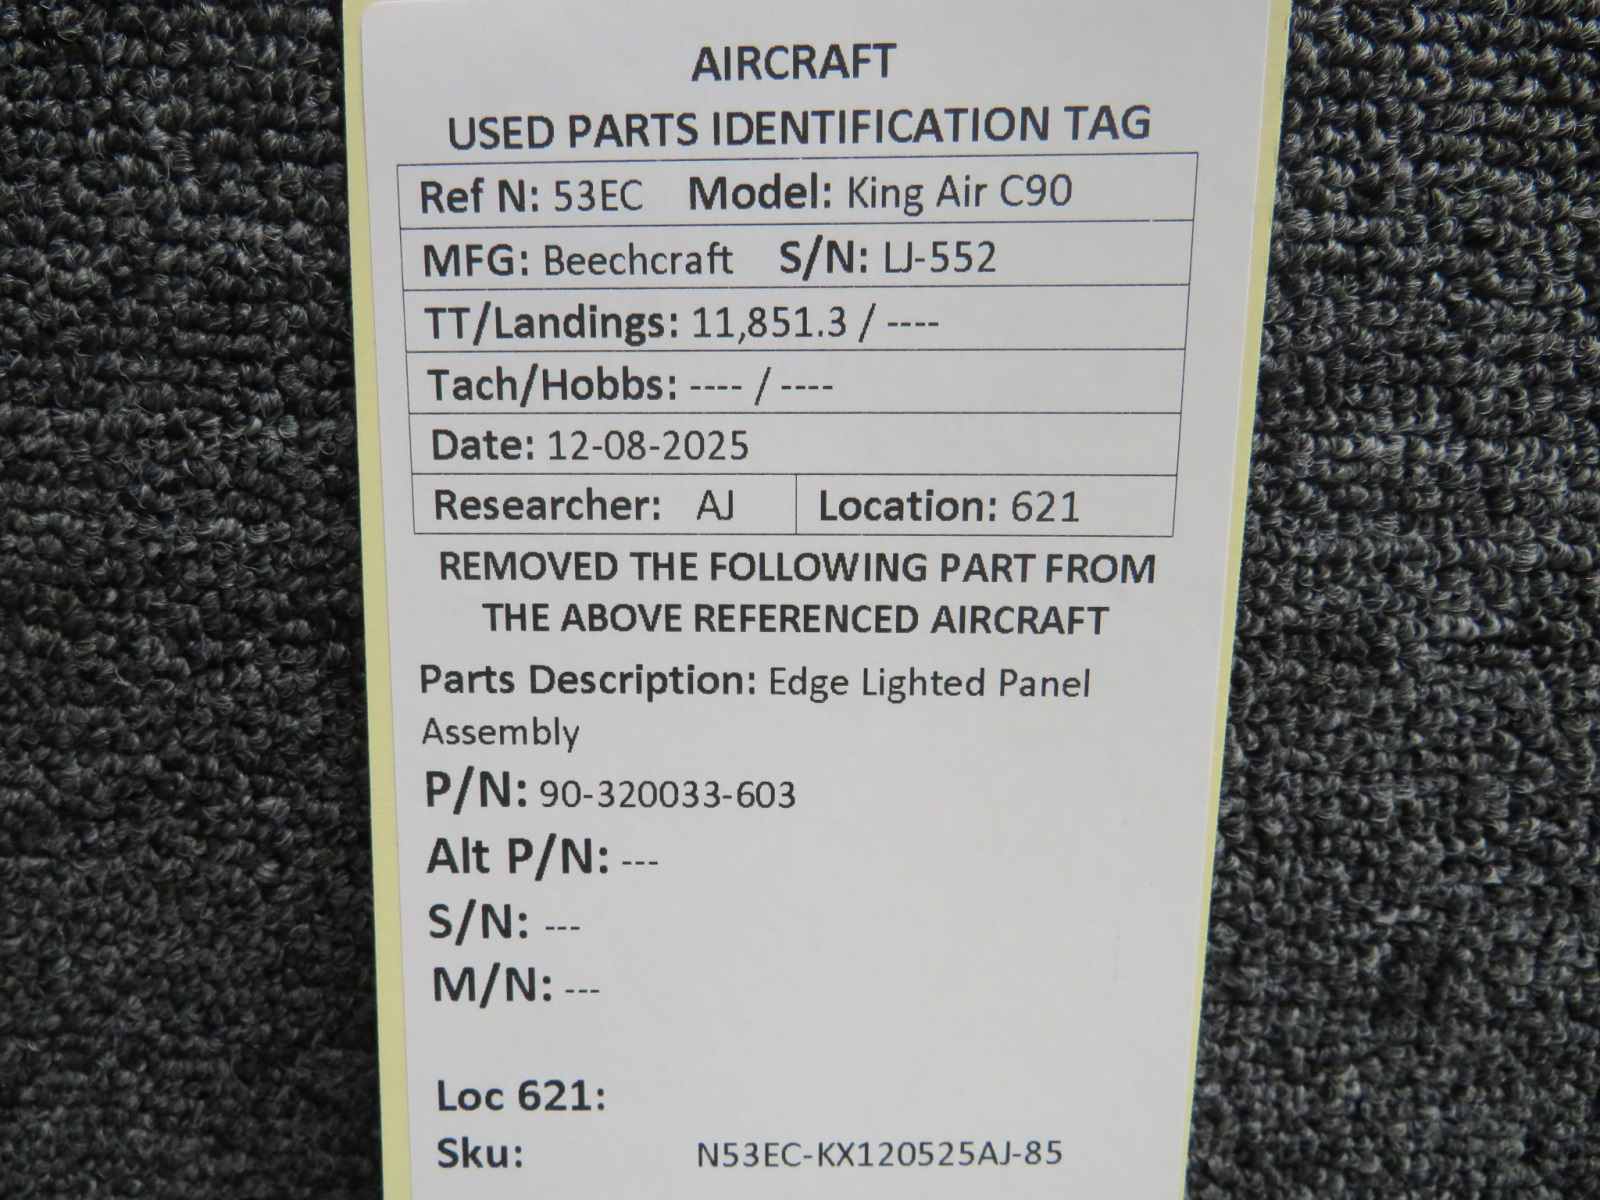 AIRCRAFT
USED PARTS IDENTIFICATION TAG
Ref N: 53EC Model: King Air C90
MFG: Beechcraft S/N: LJ-552
TT/Landings: 11,851.3 / ----
Tach/Hobbs: ---- / ----
Date: 12-08-2025
Researcher: AJ Location: 621
REMOVED THE FOLLOWING PART FROM
THE ABOVE REFERENCED AIRCRAFT
Parts Description: Edge Lighted Panel
Assembly
P/N: 90-320033-603
Alt P/N: ---
S/N: ---
M/N: ---
Loc 621:
Sku: N53EC-KX120525AJ-85